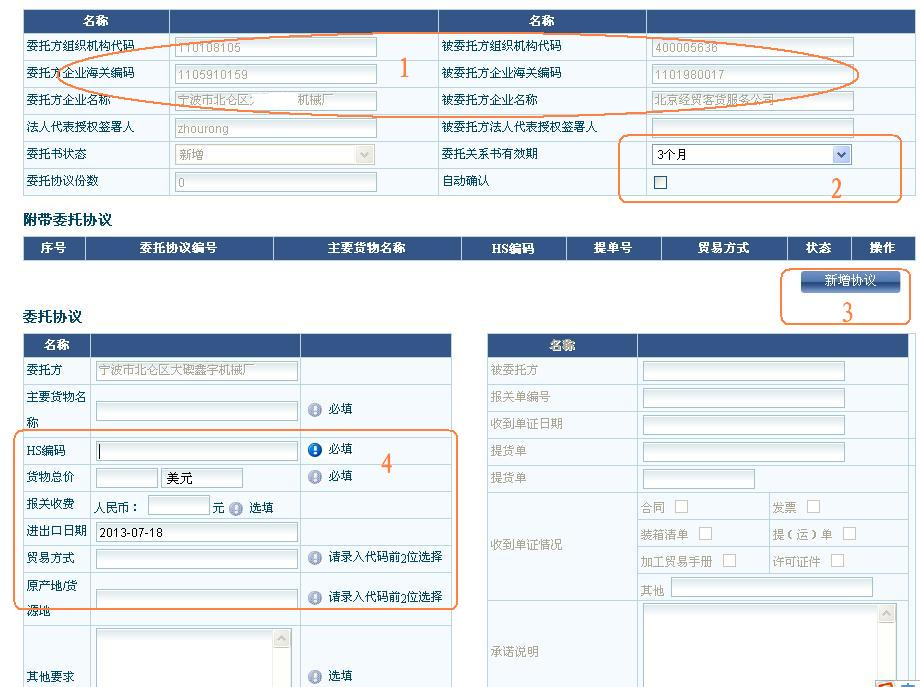 名称 名称
委托方组织机构代码 110108105 被委托方组织机构代码 400005638
委托方企业海关编码 1105910159 被委托方企业海关编码 1101980017
委托方企业名称 宁波市北仑区 机械厂 被委托方企业名称 北京经贸客货服务公司
法人代表授权签署人 zhourong 被委托方法人代表授权签署人
委托书状态 新增 委托关系书有效期 3个月
委托协议份数 0 自动确认
1
2
附带委托协议
序号 委托协议编号 主要货物名称 HS编码 提单号 贸易方式 状态 操作
新增协议
3
委托协议
名称 名称
委托方 宁波市北仑区大碶鑫宇机械厂 被委托方
主要货物名称 必填 报关单编号
收到单证日期
HS编码 必填 提货单
货物总价 美元 必填 提货单
4
报关收费 人民币： 元 选填 合同 发票
进出口日期 2013-07-18 装箱清单 提（运）单
贸易方式 请录入代码前2位选择 收到单证情况 加工贸易手册 许可证件
原产地/货源地 请录入代码前2位选择 其他
其他要求 选填 承诺说明